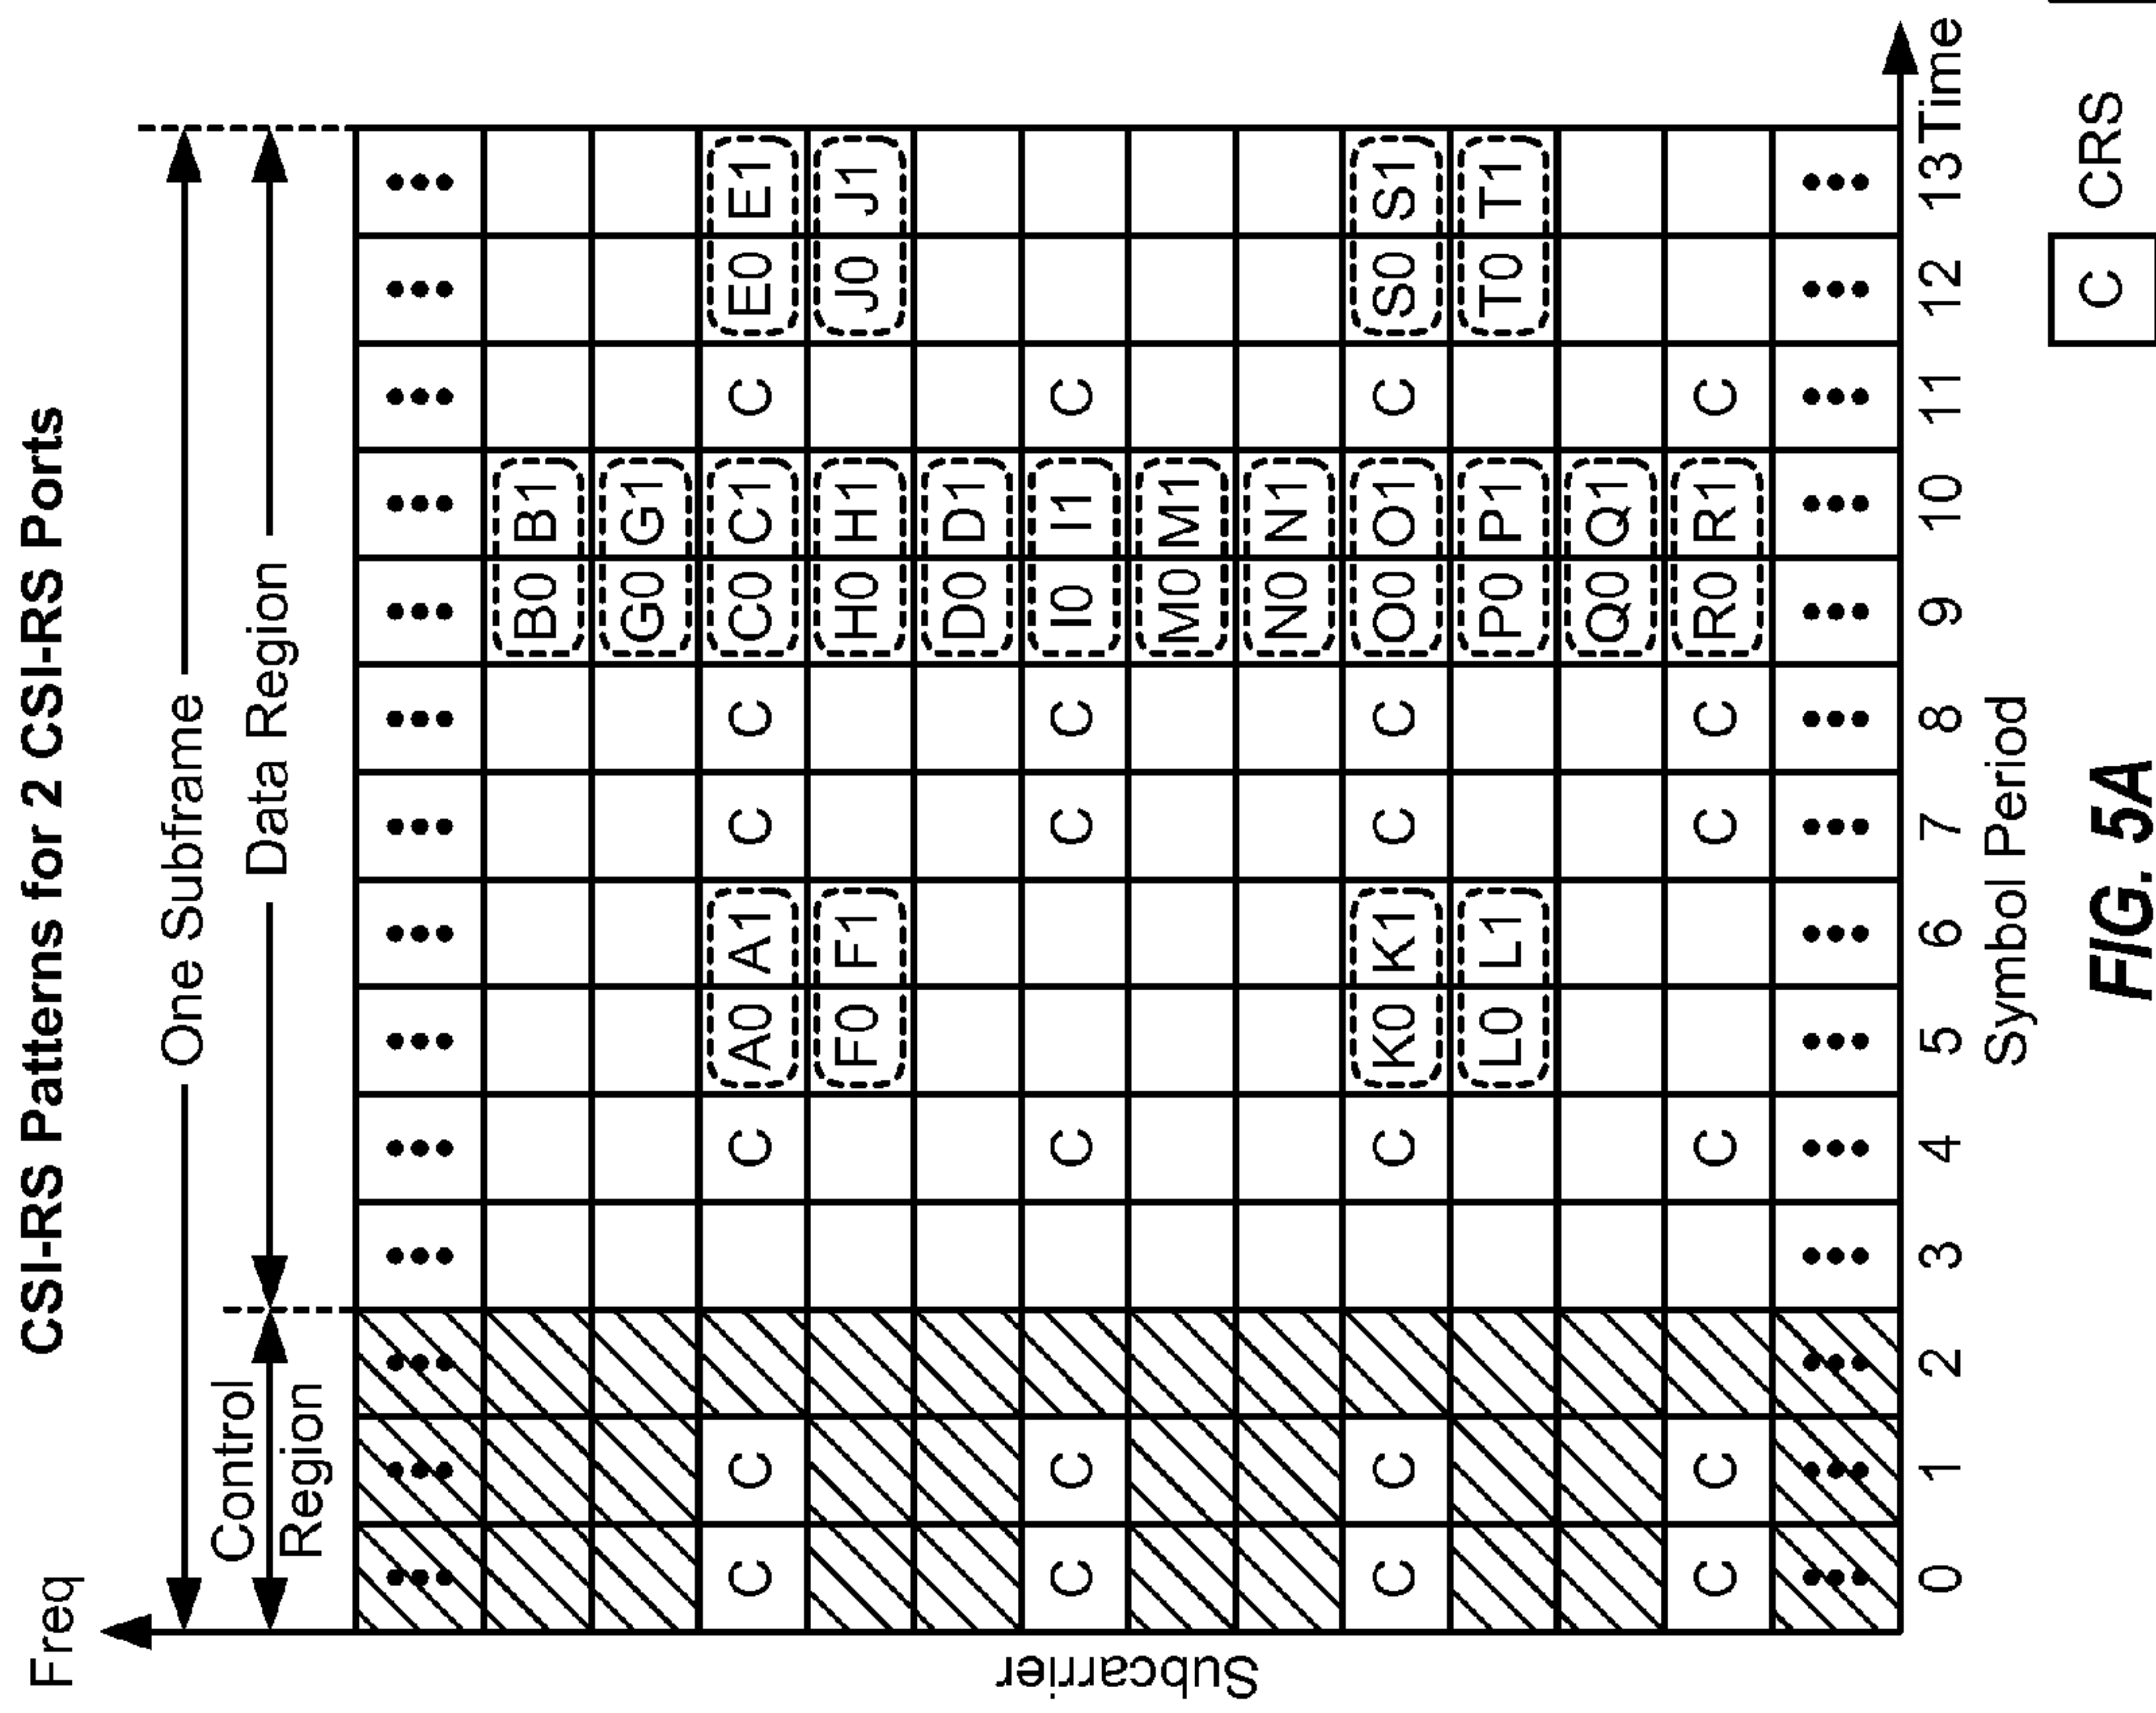 CSI-RS Patterns for 2 CSI-RS Ports
Freq
One Subframe
Control
Region
Data Region
B0 B1
G0 G1
C C C A0 A1 C C C0 C1 C E0 E1
F0 F1 H0 H1 J0 J1
D0 D1
C C C C C I0 I1 C
Subcarrier
M0 M1
N0 N1
C C C K0 K1 C C O0 O1 C S0 S1
L0 L1 P0 P1 T0 T1
Q0 Q1
C C C C C R0 R1 C
0 1 2 3 4 5 6 7 8 9 10 11 12 13 Time
Symbol Period
C CRS
FIG. 5A